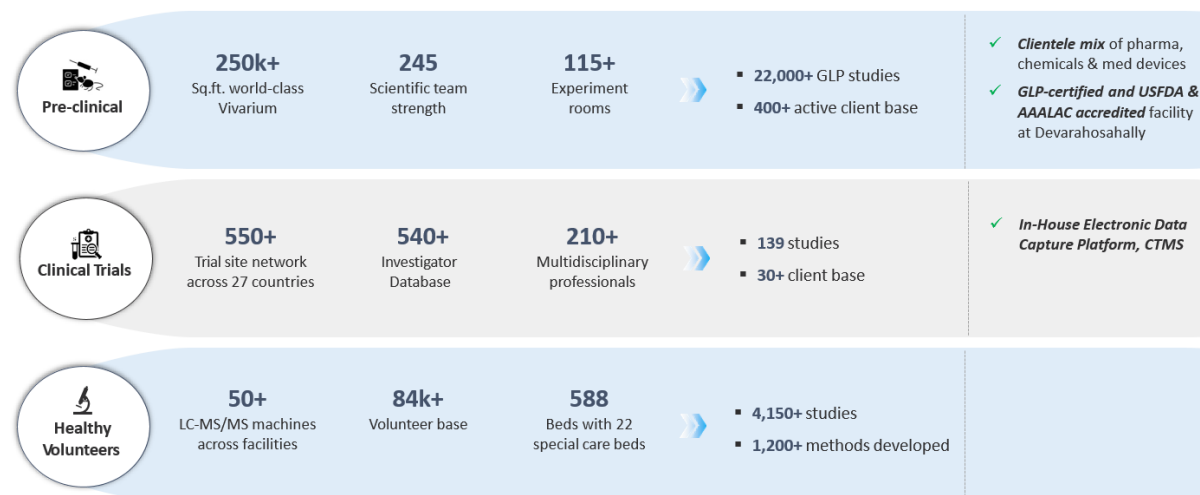 Pre-clinical
250k+
Sq.ft. world-class
Vivarium
245
Scientific team
strength
115+
Experiment
rooms
▪ 22,000+ GLP studies
▪ 400+ active client base
✓ Clientele mix of pharma,
chemicals & med devices
✓ GLP-certified and USFDA &
AAALAC accredited facility
at Devarahosahally
Clinical Trials
550+
Trial site network
across 27 countries
540+
Investigator
Database
210+
Multidisciplinary
professionals
▪ 139 studies
▪ 30+ client base
✓ In-House Electronic Data
Capture Platform, CTMS
Healthy
Volunteers
50+
LC-MS/MS machines
across facilities
84k+
Volunteer base
588
Beds with 22
special care beds
▪ 4,150+ studies
▪ 1,200+ methods developed